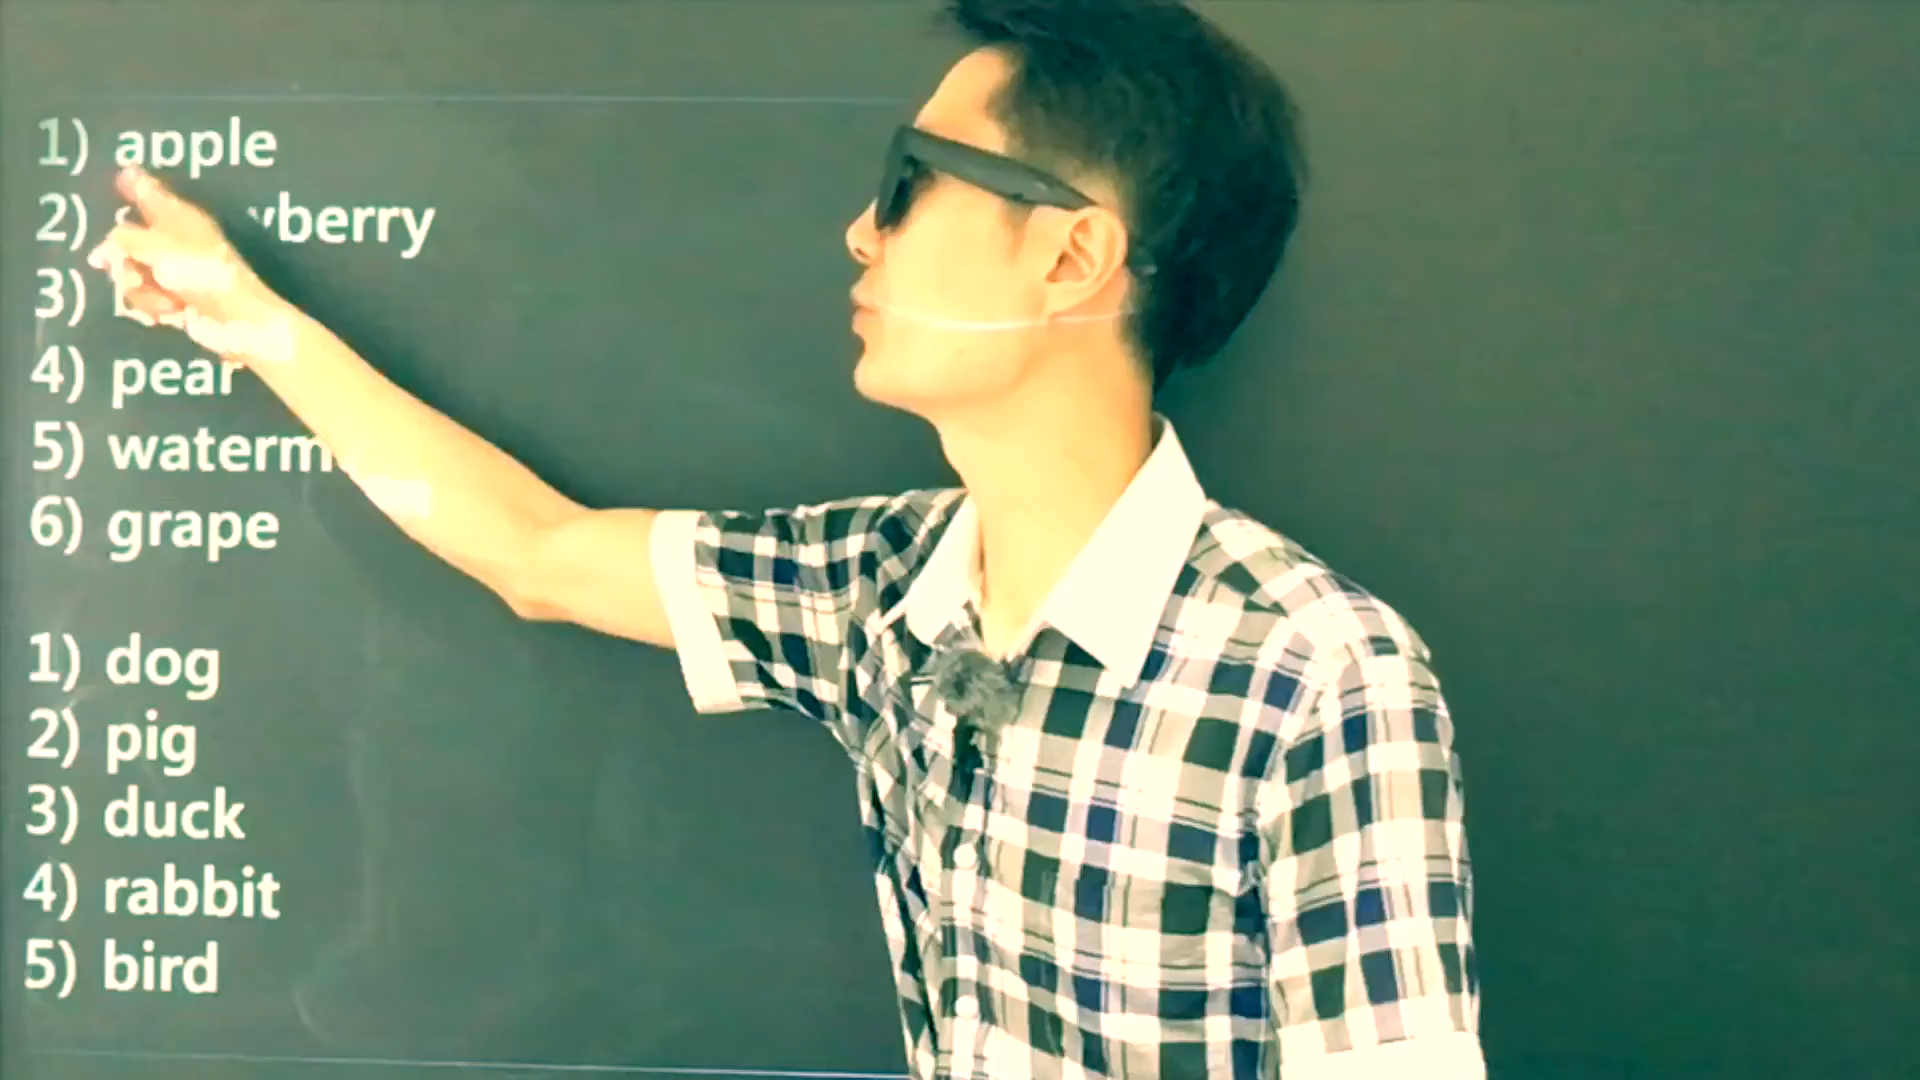 1) apple
2)
3)
4) pear
5)
6) grape
1) dog
2) pig
3) duck
4) rabbit
5) bird